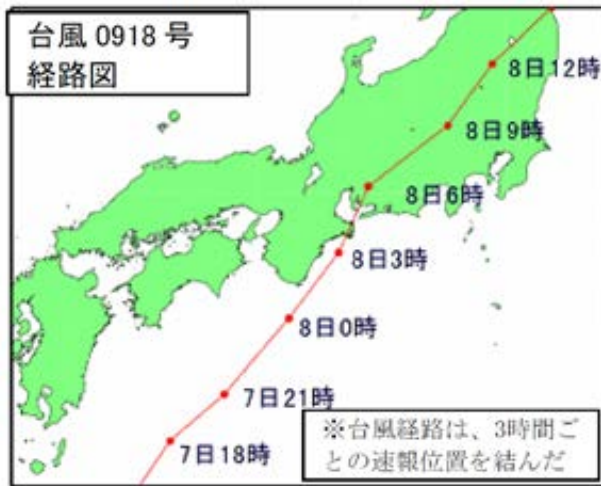 台風 0918 号
経路図
8日12時
8日9時
8日6時
8日3時
8日0時
7日21時
7日18時
※台風経路は、3時間ご
との速報位置を結んだ